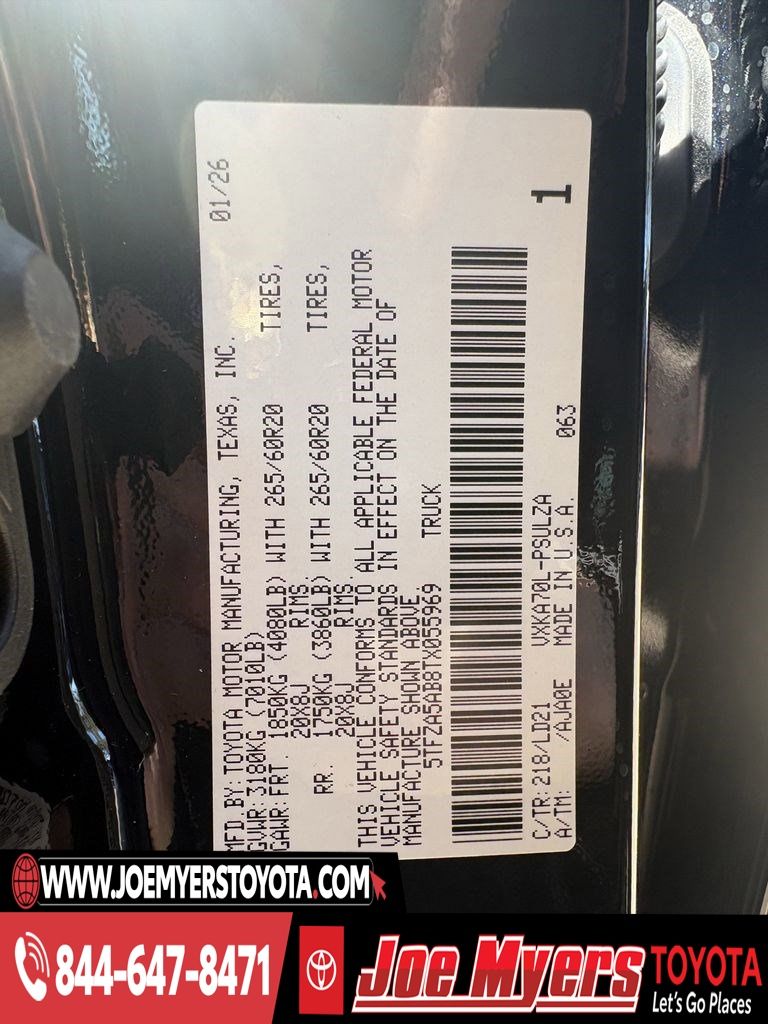 MFD BY: TOYOTA MOTOR MANUFACTURING, TEXAS, INC. 01/26
GVWR: 3180KG (7010LB)
GAWR: FRT. 1850KG (4080LB) WITH 265/60R20 TIRES,
20X8J RIMS.
RR. 1750KG (3860LB) WITH 265/60R20 TIRES,
20X8J RIMS.
THIS VEHICLE CONFORMS TO ALL APPLICABLE FEDERAL MOTOR
VEHICLE SAFETY STANDARDS IN EFFECT ON THE DATE OF
MANUFACTURE SHOWN ABOVE.
5TFZA5AB8TX055969 TRUCK
1
C/TR: 218/LD21 VXKA70L-PSULZA
A/TM: /AJA0E MADE IN U.S.A. 063
WWW.JOEMYERSTOYOTA.COM
844-647-8471
Joe Myers TOYOTA
Let's Go Places